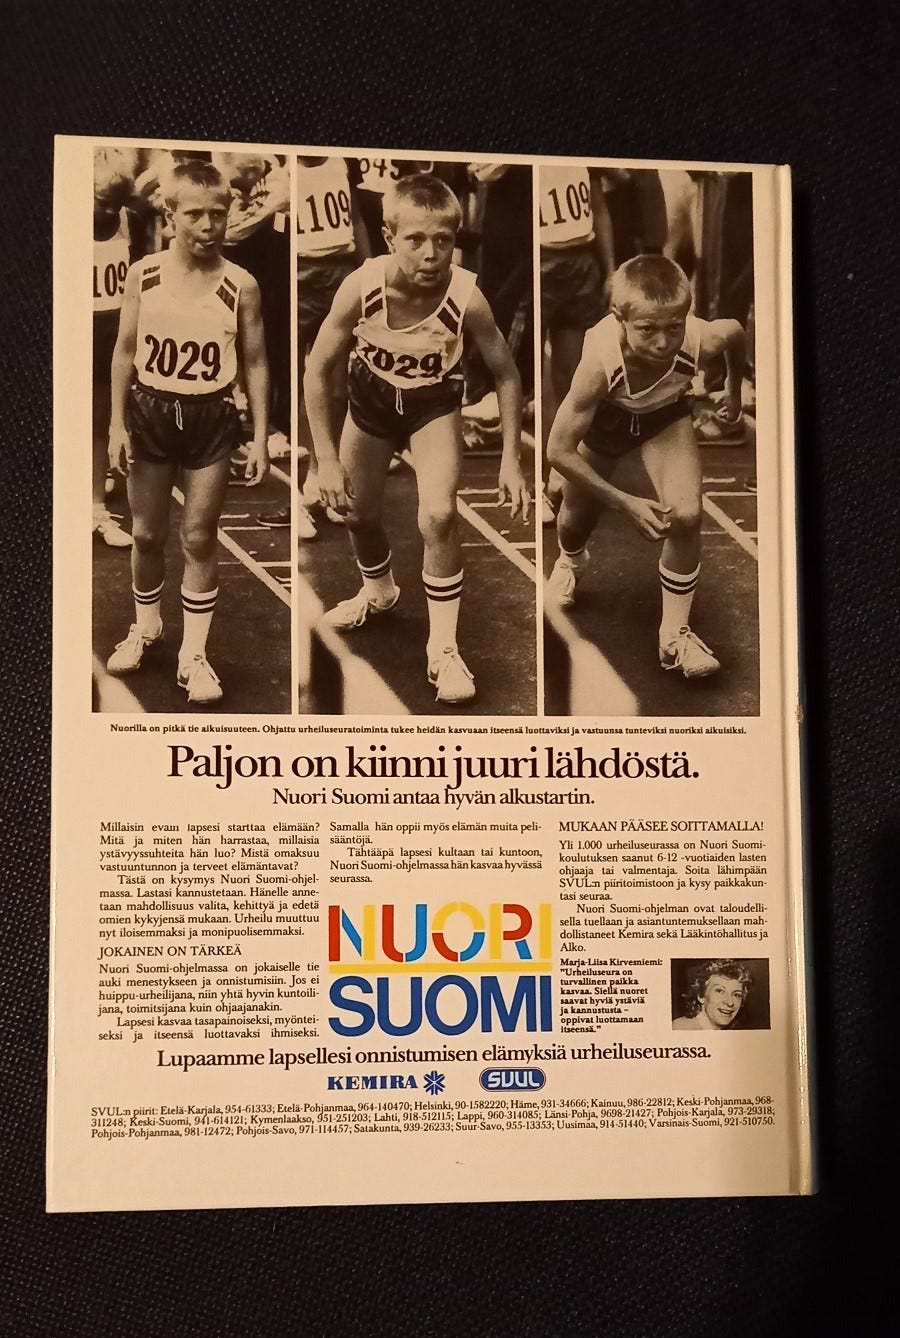 109
2029
1109
645
2029
1109
Nuorilla on pitkä tie aikuisuuteen. Ohjattu urheiluseuratoiminta tukee heidän kasvuaan itseensä luottaviksi ja vastuunsa tunteviksi nuoriksi aikuisiksi.
Paljon on kiinni juuri lähdöstä.
Nuori Suomi antaa hyvän alkustartin.
Millaisin eväin lapsesi starttaa elämään?
Mitä ja miten hän harrastaa, millaisia
ystävyyssuhteita hän luo? Mistä omaksuu
vastuuntunnon ja terveet elämäntavat?
Tästä on kysymys Nuori Suomi-ohjel-
massa. Lastasi kannustetaan. Hänelle anne-
taan mahdollisuus valita, kehittyä ja edetä
omien kykyjensä mukaan. Urheilu muuttuu
nyt iloisemmaksi ja monipuolisemmaksi.
JOKAINEN ON TÄRKEÄ
Nuori Suomi-ohjelmassa on jokaiselle tie
auki menestykseen ja onnistumisiin. Jos ei
huippu-urheilijana, niin yhtä hyvin kuntoili-
jana, toimitsijana kuin ohjaajanakin.
Lapsesi kasvaa tasapainoiseksi, myöntei-
seksi ja itseensä luottavaksi ihmiseksi.
Samalla hän oppii myös elämän muita peli-
sääntöjä.
Tähtääpä lapsesi kultaan tai kuntoon,
Nuori Suomi-ohjelmassa hän kasvaa hyvässä
seurassa.
NUORI
SUOMI
MUKAAN PÄÄSEE SOITTAMALLA!
Yli 1.000 urheiluseurassa on Nuori Suomi-
koulutuksen saanut 6-12 -vuotiaiden lasten
ohjaaja tai valmentaja. Soita lähimpään
SVUL:n piiritoimistoon ja kysy paikkakun-
tasi seuraa.
Nuori Suomi-ohjelman ovat taloudelli-
sella tuellaan ja asiantuntemuksellaan mah-
dollistaneet Kemira sekä Lääkintöhallitus ja
Alko.
Marja-Liisa Kirvesniemi:
"Urheiluseura on
turvallinen paikka
kasvaa. Siellä nuoret
saavat hyviä ystäviä
ja kannustusta –
oppivat luottamaan
itseensä."
Lupaamme lapsellesi onnistumisen elämyksiä urheiluseurassa.
KEMIRA SVUL
SVUL:n piirit: Etelä-Karjala, 954-61333; Etelä-Pohjanmaa, 964-140470; Helsinki, 90-1582220; Häme, 931-34666; Kainuu, 986-22812; Keski-Pohjanmaa, 968-
311248; Keski-Suomi, 941-614121; Kymenlaakso, 951-251203; Lahti, 918-512115; Lappi, 960-314085; Länsi-Pohja, 9698-21427; Pohjois-Karjala, 973-29318;
Pohjois-Pohjanmaa, 981-12472; Pohjois-Savo, 971-114457; Satakunta, 939-26233; Suur-Savo, 955-13353; Uusimaa, 914-51440; Varsinais-Suomi, 921-510750.